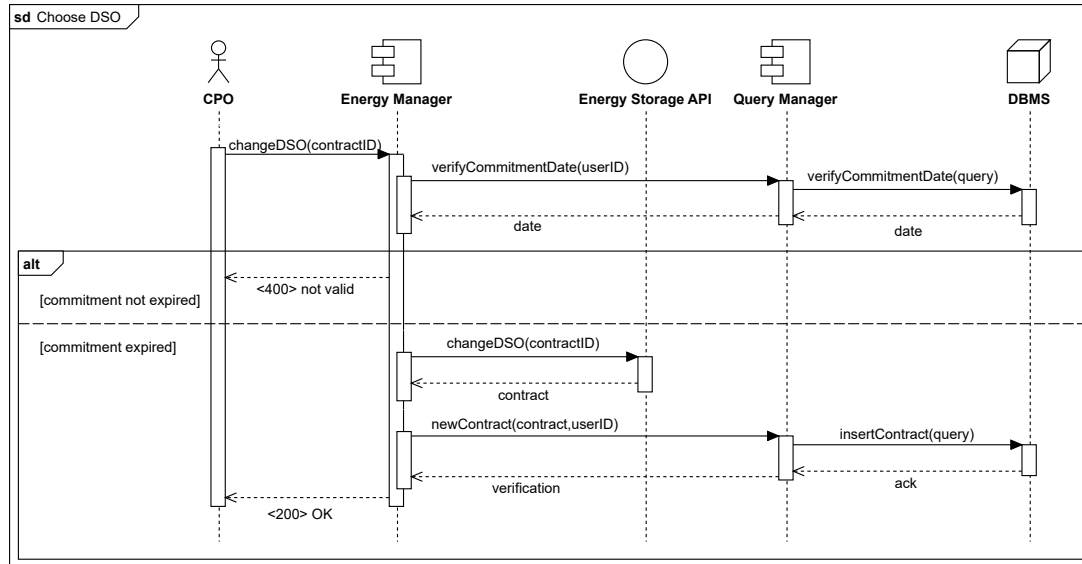 sd Choose DSO
CPO
Energy Manager
Energy Storage API
Query Manager
DBMS
changeDSO(contractID)
verifyCommitmentDate(userID)
verifyCommitmentDate(query)
date
date
alt
<400> not valid
[commitment not expired]
[commitment expired]
changeDSO(contractID)
contract
newContract(contract,userID)
insertContract(query)
ack
verification
<200> OK